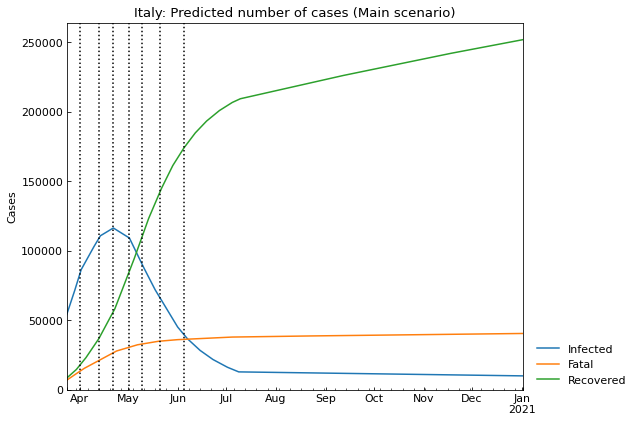 Italy: Predicted number of cases (Main scenario)
250000
200000
150000
100000
50000
0
Cases
Apr May Jun Jul Aug Sep Oct Nov Dec Jan
2021
Infected
Fatal
Recovered